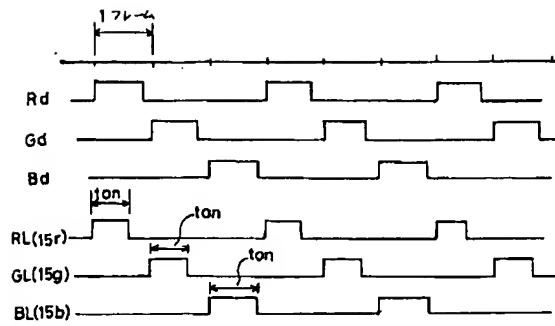 1フレーム
Rd
Gd
Bd
ton
RL(15r)
ton
GL(15g)
ton
BL(15b)